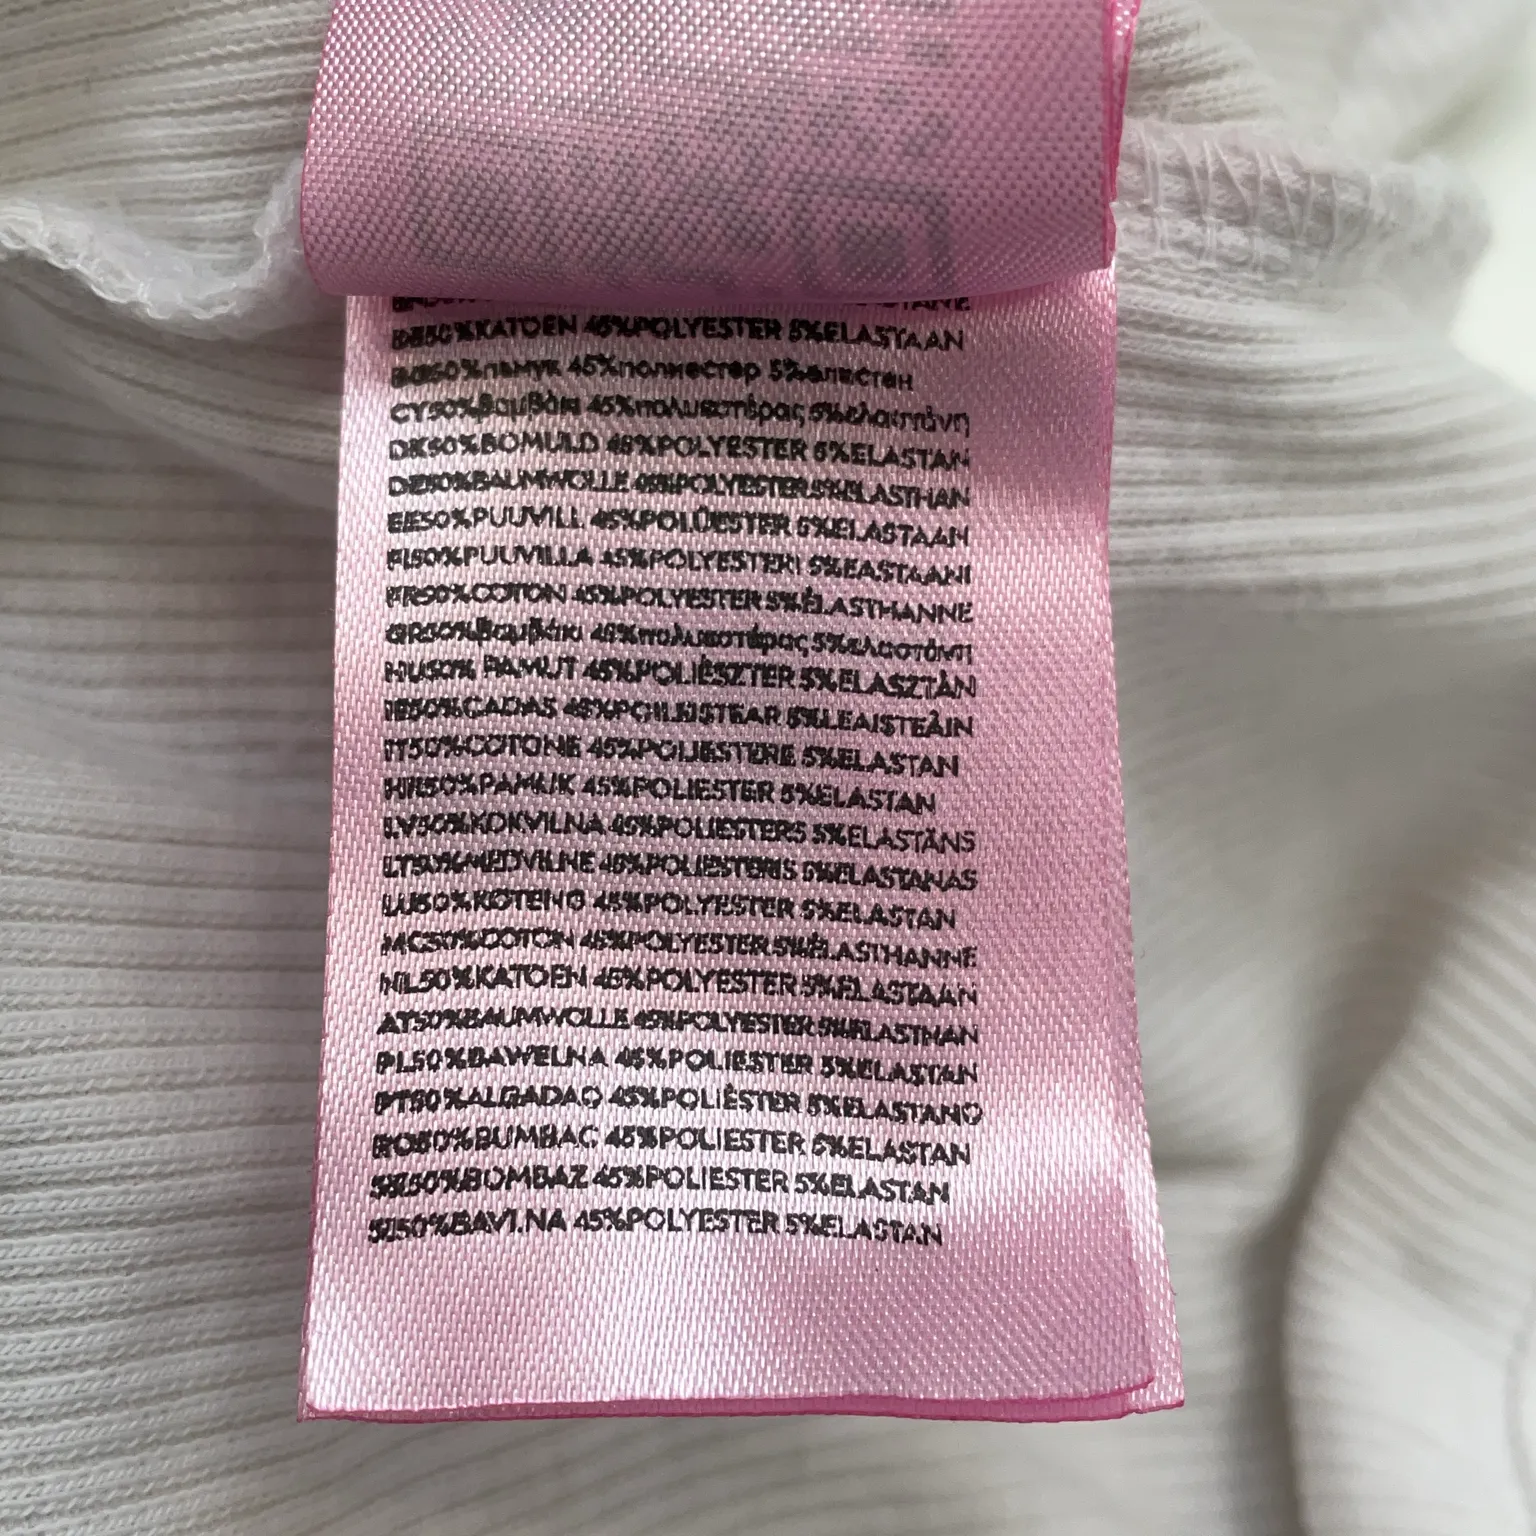 STANE
BE50%KATOEN 45%POLYESTER 5%ELASTAAN
BG50%памук 45%полиестер 5%еластен
CY50%βαμβάκι 45%πολυεστέρας 5%ελαστάνη
DK50%BOMULD 45%POLYESTER 5%ELASTAN
DE50%BAUMWOLLE 45%POLYESTER 5%ELASTHAN
EE50%PUUVILL 45%POLÜESTER 5%ELASTAAN
FI50%PUUVILLA 45%POLYESTERI 5%EASTAANI
FR50%COTON 45%POLYESTER 5%ÉLASTHANNE
GR50%βαμβάκι 45%πολυεστέρας 5%ελαστάνη
HU50% PAMUT 45%POLIÉSZTER 5%ELASZTÁN
IE50%CADÁS 45%POILEISTEAR 5%LEAISTEÁIN
IT50%COTONE 45%POLIESTERE 5%ELASTAN
HR50%PAMUK 45%POLIESTER 5%ELASTAN
LV50%KOKVILNA 45%POLIESTERS 5%ELASTĀNS
LT50%MEDVILNE 45%POLIESTERIS 5%ELASTANAS
LU50%KOTENG 45%POLYESTER 5%ELASTAN
MC50%COTON 45%POLYESTER 5%ÉLASTHANNE
NL50%KATOEN 45%POLYESTER 5%ELASTAAN
AT50%BAUMWOLLE 45%POLYESTER 5%ELASTHAN
PL50%BAWEŁNA 45%POLIESTER 5%ELASTAN
PT50%ALGADAO 45%POLIÉSTER 5%ELASTANO
RO50%BUMBAC 45%POLIESTER 5%ELASTAN
SK50%BOMBAZ 45%POLIESTER 5%ELASTAN
SI50%BAVLNA 45%POLYESTER 5%ELASTAN